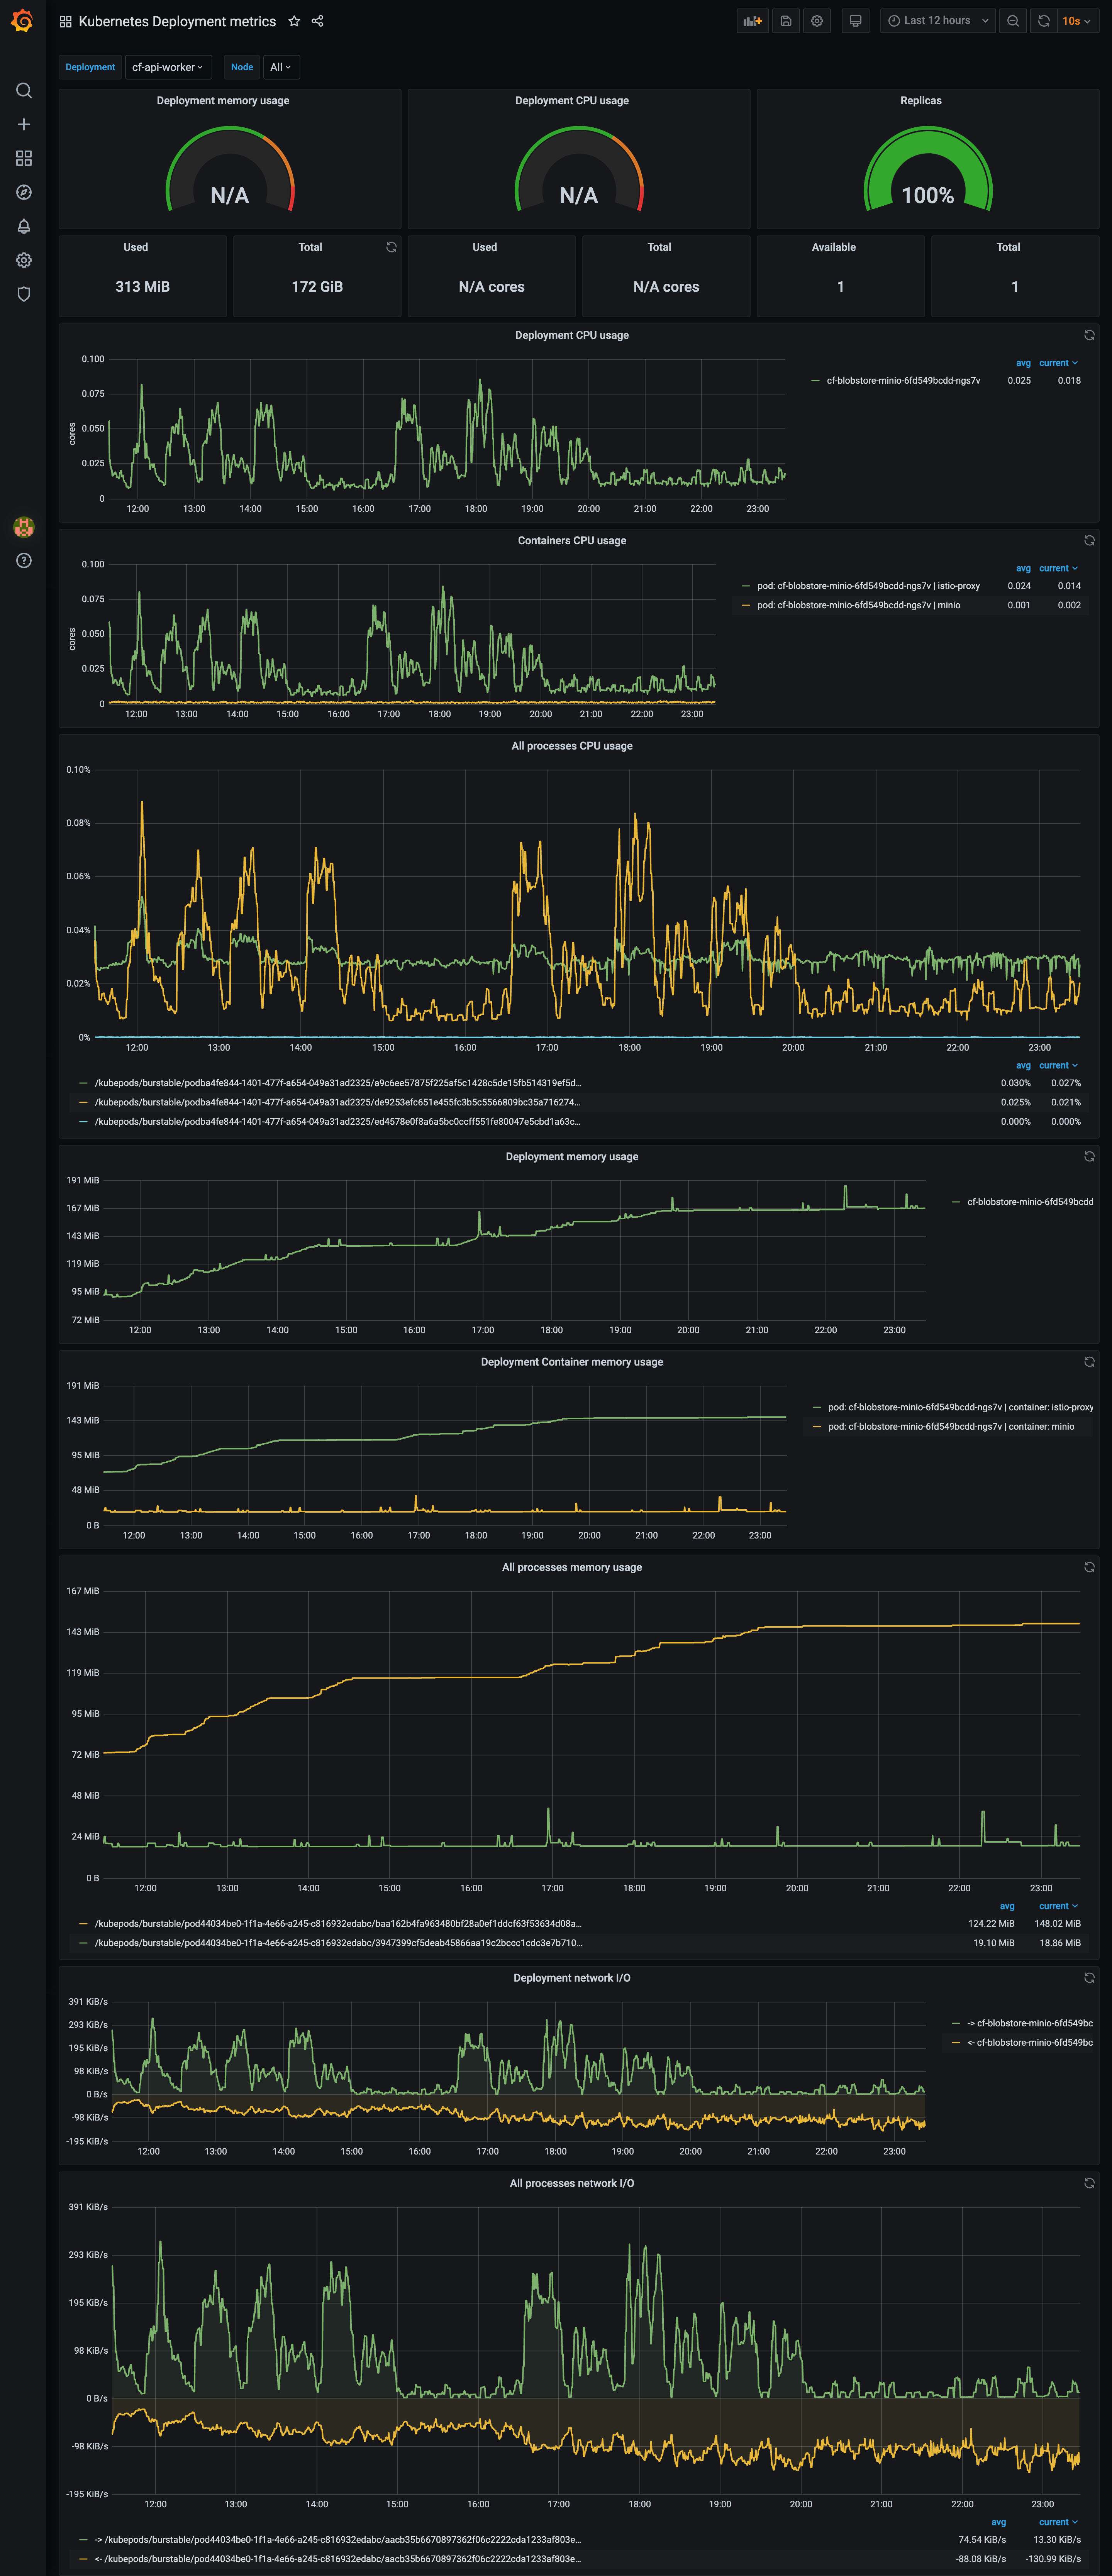 Kubernetes Deployment metrics
Last 12 hours
10s
Deployment cf-api-worker Node All
Deployment memory usage
N/A
Deployment CPU usage
N/A
Replicas
100%
Used
313 MiB
Total
172 GiB
Used
N/A cores
Total
N/A cores
Available
1
Total
1
Deployment CPU usage
cores
0.100
0.075
0.050
0.025
0
12:00 13:00 14:00 15:00 16:00 17:00 18:00 19:00 20:00 21:00 22:00 23:00
avg current
cf-blobstore-minio-6fd549bcdd-ngs7v 0.025 0.018
Containers CPU usage
cores
0.100
0.075
0.050
0.025
0
12:00 13:00 14:00 15:00 16:00 17:00 18:00 19:00 20:00 21:00 22:00 23:00
avg current
pod: cf-blobstore-minio-6fd549bcdd-ngs7v | istio-proxy 0.024 0.014
pod: cf-blobstore-minio-6fd549bcdd-ngs7v | minio 0.001 0.002
All processes CPU usage
0.10%
0.08%
0.06%
0.04%
0.02%
0%
12:00 13:00 14:00 15:00 16:00 17:00 18:00 19:00 20:00 21:00 22:00 23:00
avg current
/kubepods/burstable/podba4fe844-1401-477f-a654-049a31ad2325/a9c6ee57875f225af5c1428c5de15fb514319ef5d... 0.030% 0.027%
/kubepods/burstable/podba4fe844-1401-477f-a654-049a31ad2325/de9253efc651e455fc3b5c5566809bc35a716274... 0.025% 0.021%
/kubepods/burstable/podba4fe844-1401-477f-a654-049a31ad2325/ed4578e0f8a6a5bc0ccff551fe80047e5cbd1a63c... 0.000% 0.000%
Deployment memory usage
191 MiB
167 MiB
143 MiB
119 MiB
95 MiB
72 MiB
12:00 13:00 14:00 15:00 16:00 17:00 18:00 19:00 20:00 21:00 22:00 23:00
cf-blobstore-minio-6fd549bcdd
Deployment Container memory usage
191 MiB
143 MiB
95 MiB
48 MiB
0 B
12:00 13:00 14:00 15:00 16:00 17:00 18:00 19:00 20:00 21:00 22:00 23:00
pod: cf-blobstore-minio-6fd549bcdd-ngs7v | container: istio-proxy
pod: cf-blobstore-minio-6fd549bcdd-ngs7v | container: minio
All processes memory usage
167 MiB
143 MiB
119 MiB
95 MiB
72 MiB
48 MiB
24 MiB
0 B
12:00 13:00 14:00 15:00 16:00 17:00 18:00 19:00 20:00 21:00 22:00 23:00
avg current
/kubepods/burstable/pod44034be0-1f1a-4e66-a245-c816932edabc/baa162b4fa963480bf28a0ef1ddcf63f53634d08a... 124.22 MiB 148.02 MiB
/kubepods/burstable/pod44034be0-1f1a-4e66-a245-c816932edabc/3947399cf5deab45866aa19c2bccc1cdc3e7b710... 19.10 MiB 18.86 MiB
Deployment network I/O
391 KiB/s
293 KiB/s
195 KiB/s
98 KiB/s
0 B/s
-98 KiB/s
-195 KiB/s
12:00 13:00 14:00 15:00 16:00 17:00 18:00 19:00 20:00 21:00 22:00 23:00
-> cf-blobstore-minio-6fd549bc
<- cf-blobstore-minio-6fd549bc
All processes network I/O
391 KiB/s
293 KiB/s
195 KiB/s
98 KiB/s
0 B/s
-98 KiB/s
-195 KiB/s
12:00 13:00 14:00 15:00 16:00 17:00 18:00 19:00 20:00 21:00 22:00 23:00
avg current
-> /kubepods/burstable/pod44034be0-1f1a-4e66-a245-c816932edabc/aacb35b6670897362f06c2222cda1233af803e... 74.54 KiB/s 13.30 KiB/s
<- /kubepods/burstable/pod44034be0-1f1a-4e66-a245-c816932edabc/aacb35b6670897362f06c2222cda1233af803e... -88.08 KiB/s -130.99 KiB/s